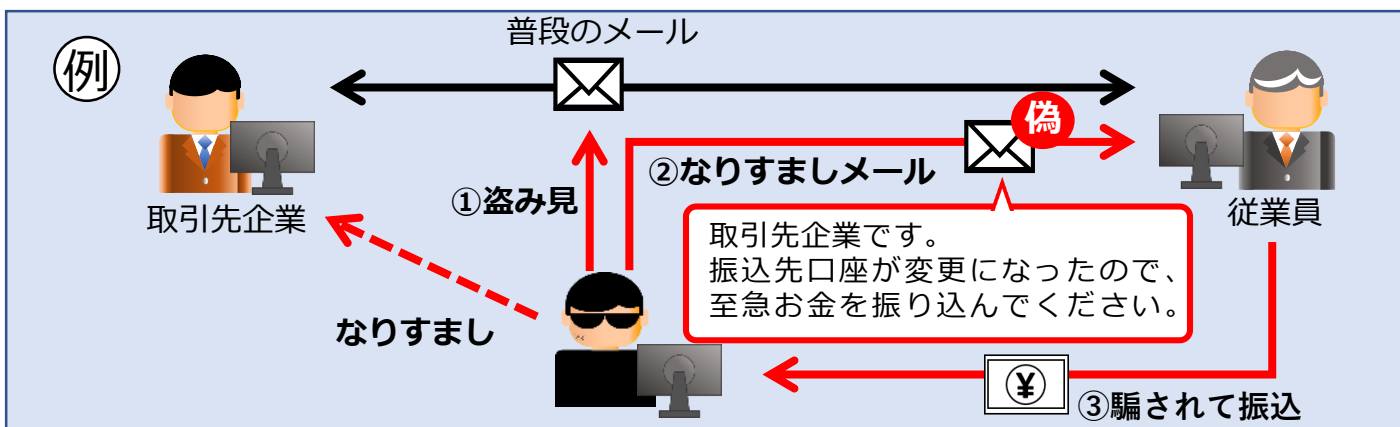 例
普段のメール
偽
②なりすましメール
①盗み見
取引先企業
従業員
取引先企業です。
振込先口座が変更になったので、
至急お金を振り込んでください。
なりすまし
¥
③騙されて振込